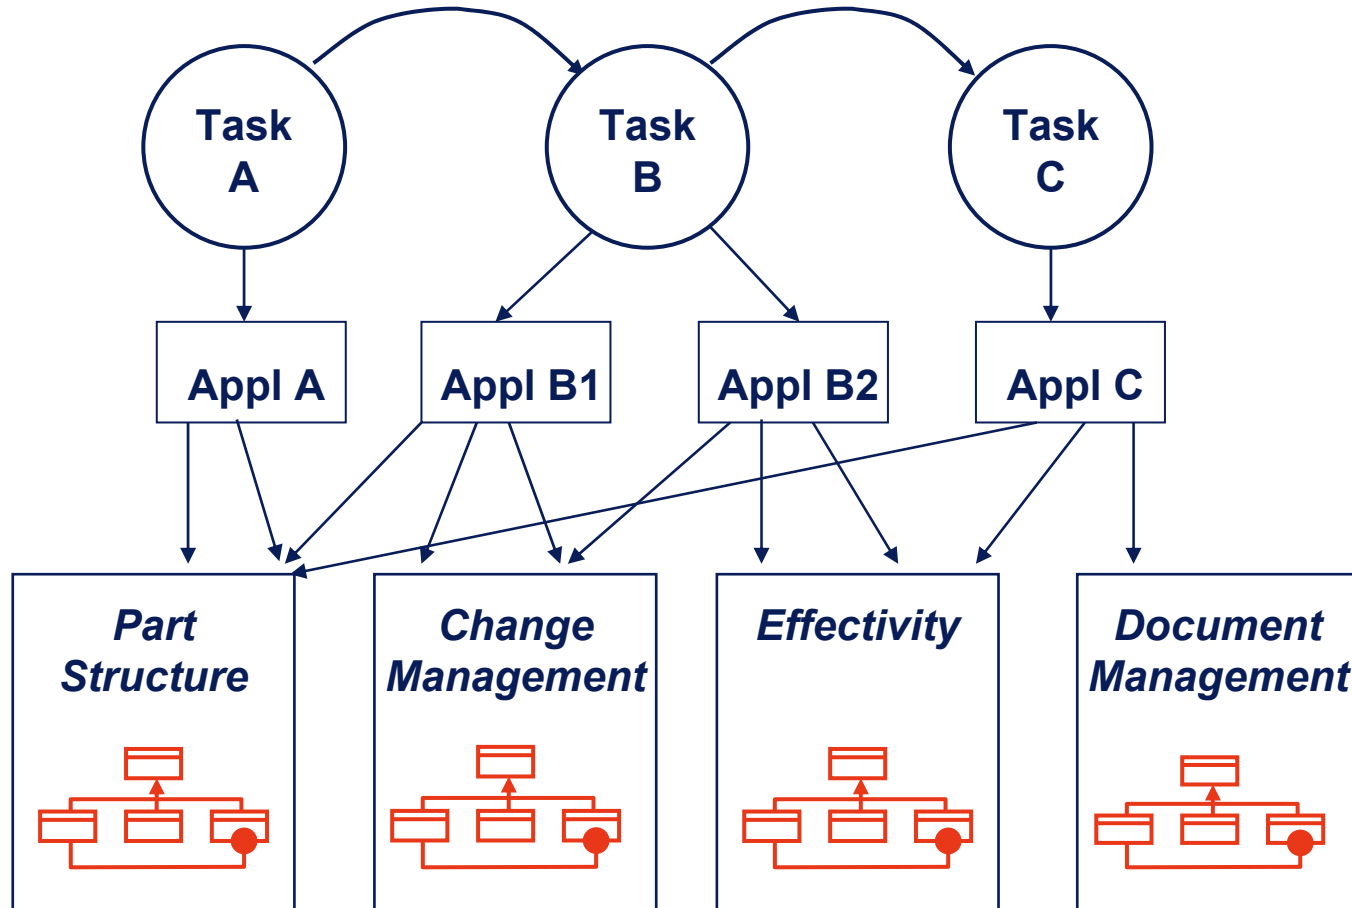 Task
A
Task
B
Task
C
Appl A
Appl B1
Appl B2
Appl C
Part
Structure
Change
Management
Effectivity
Document
Management